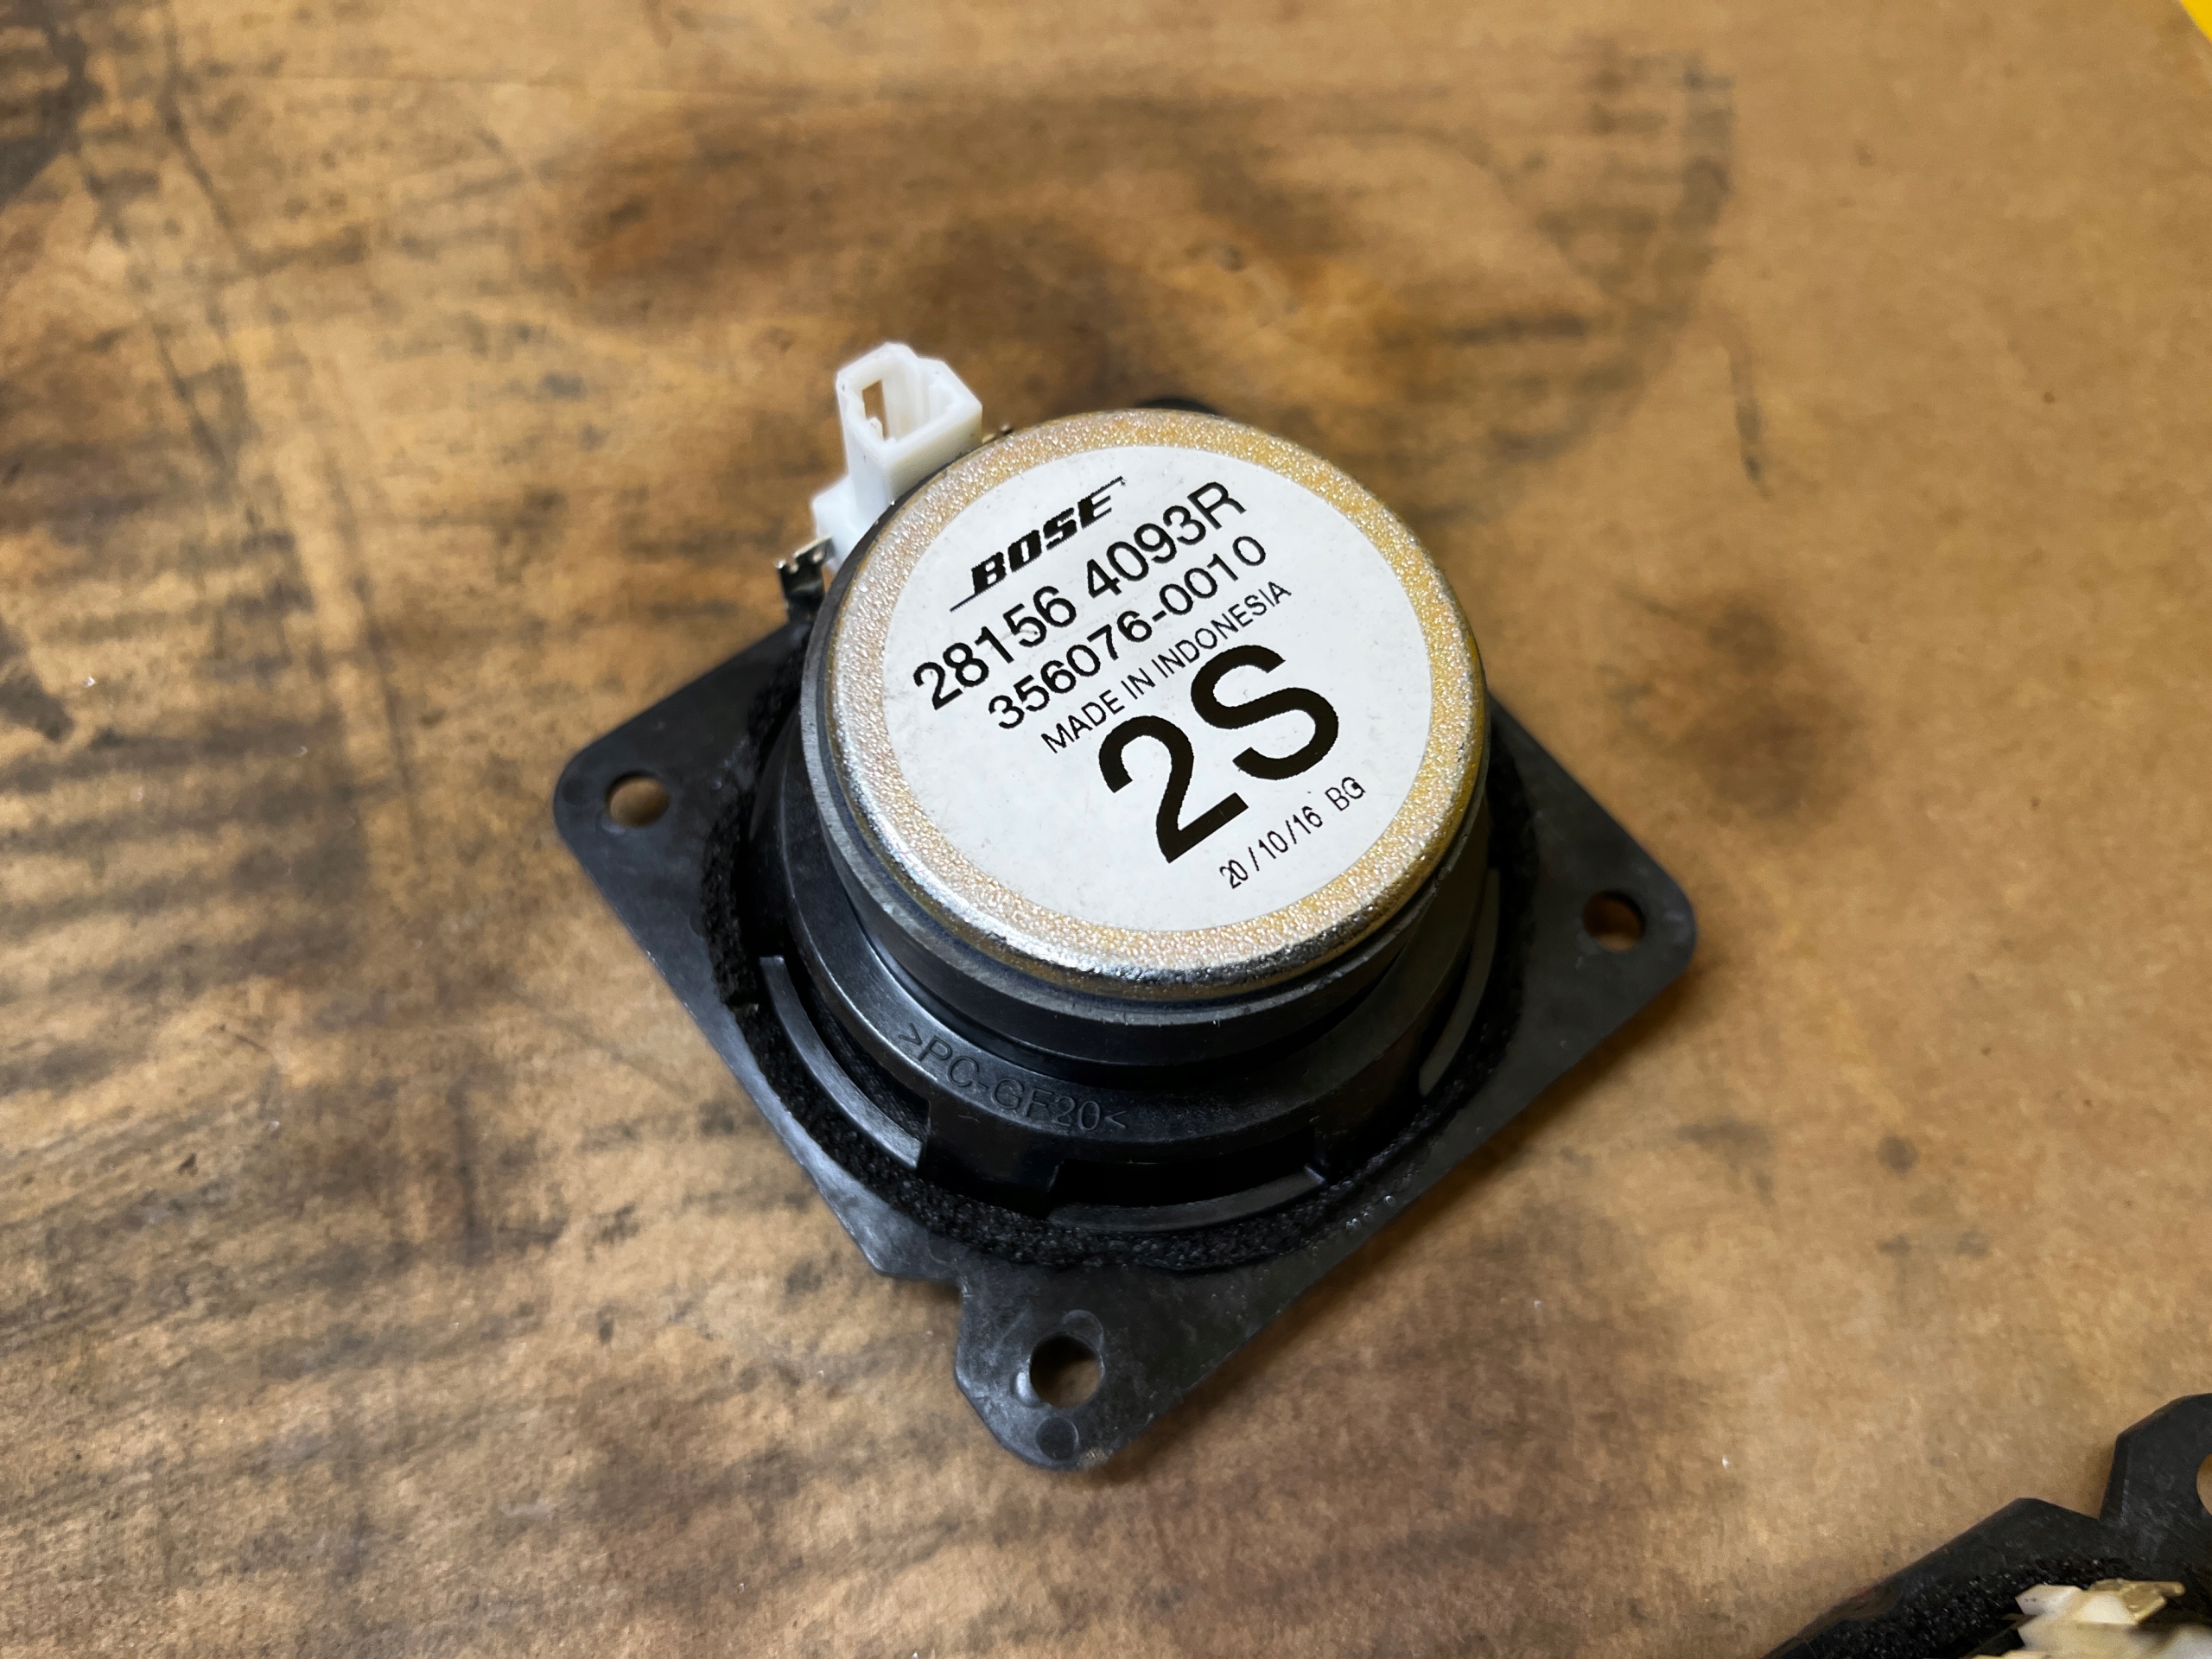 BOSE
28156 4093R
356076-0010
MADE IN INDONESIA
2S
20/10/16 BG
>PC-GF20<